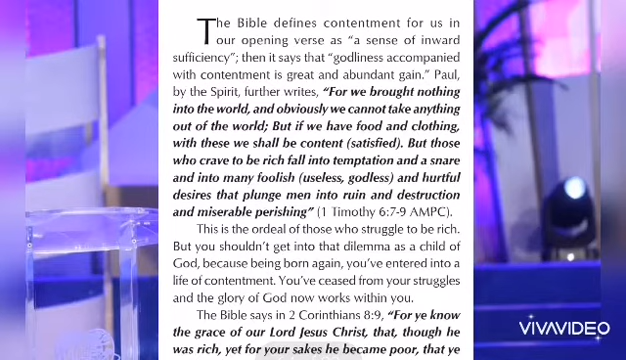 The Bible defines contentment for us in
our opening verse as “a sense of inward
sufficiency”; then it says that “godliness accompanied
with contentment is great and abundant gain.” Paul,
by the Spirit, further writes, “For we brought nothing
into the world, and obviously we cannot take anything
out of the world; But if we have food and clothing,
with these we shall be content (satisfied). But those
who crave to be rich fall into temptation and a snare
and into many foolish (useless, godless) and hurtful
desires that plunge men into ruin and destruction
and miserable perishing” (1 Timothy 6:7-9 AMPC).
This is the ordeal of those who struggle to be rich.
But you shouldn’t get into that dilemma as a child of
God, because being born again, you’ve entered into a
life of contentment. You’ve ceased from your struggles
and the glory of God now works within you.
The Bible says in 2 Corinthians 8:9, “For ye know
the grace of our Lord Jesus Christ, that, though he
was rich, yet for your sakes he became poor, that ye
VIVAVIDEO